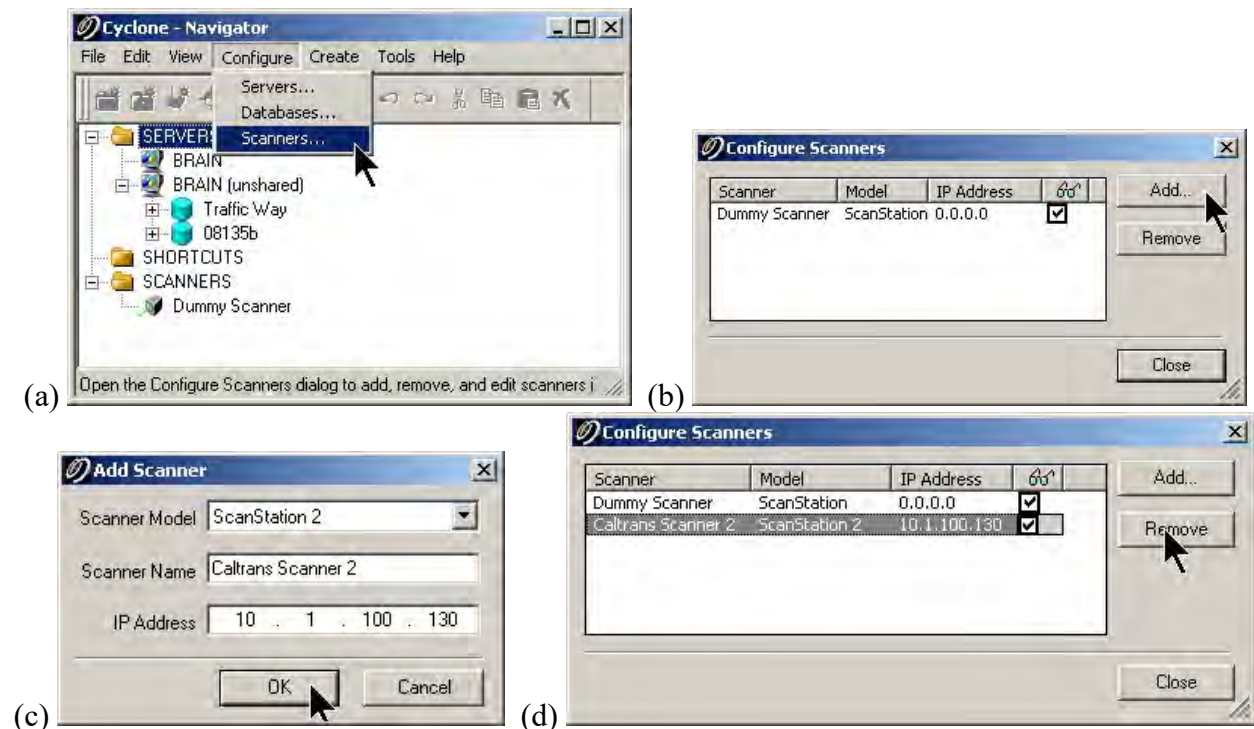 Cyclone - Navigator
File Edit View Configure Create Tools Help
Servers...
Databases...
Scanners...
SERVER
BRAIN
BRAIN (unshared)
Traffic Way
08135b
SHORTCUTS
SCANNERS
Dummy Scanner
Open the Configure Scanners dialog to add, remove, and edit scanners i
(a)
Configure Scanners
Scanner Model IP Address
Dummy Scanner ScanStation 0.0.0.0
Add...
Remove
Close
(b)
Add Scanner
Scanner Model ScanStation 2
Scanner Name Caltrans Scanner 2
IP Address 10 . 1 . 100 . 130
OK Cancel
(c)
Configure Scanners
Scanner Model IP Address
Dummy Scanner ScanStation 0.0.0.0
Caltrans Scanner 2 ScanStation 2 10.1.100.130
Add...
Remove
Close
(d)